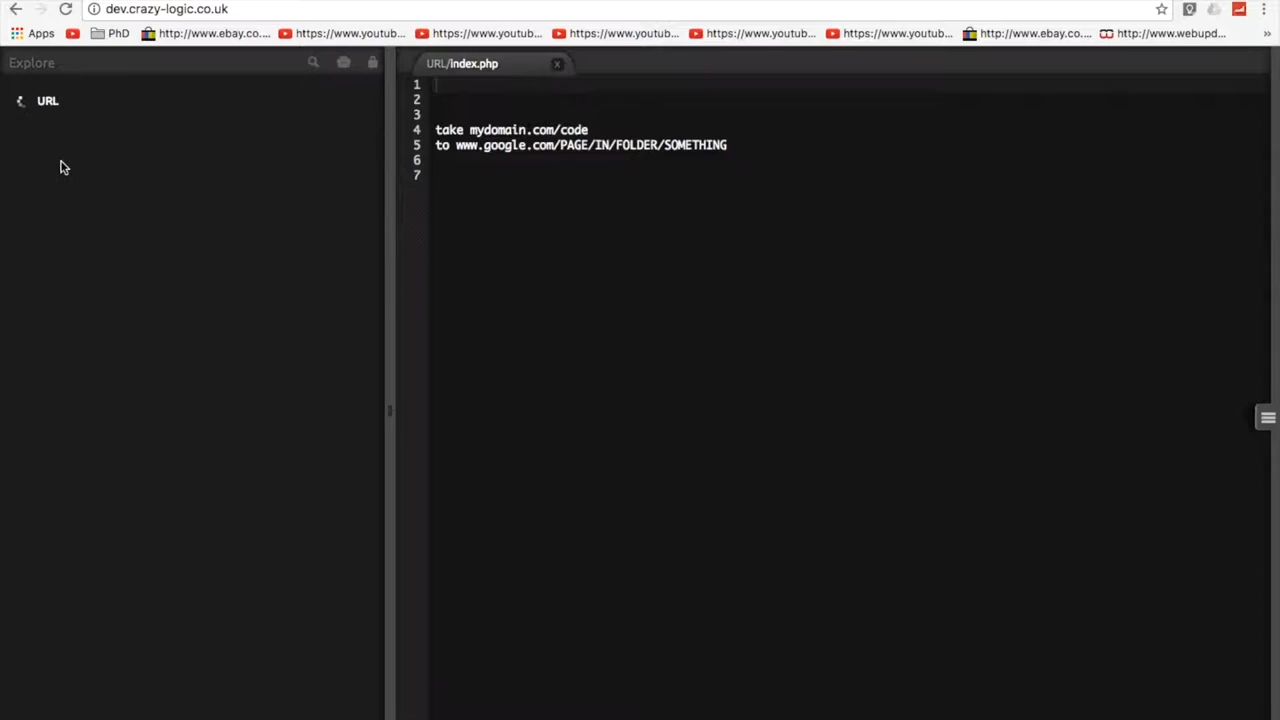 dev.crazy-logic.co.uk
Apps PhD http://www.ebay.co.... https://www.youtub... https://www.youtub... https://www.youtub... https://www.youtub... https://www.youtub... http://www.ebay.co.... http://www.webupd... »
Explore
URL/index.php x
URL
1
2
3
4 take mydomain.com/code
5 to www.google.com/PAGE/IN/FOLDER/SOMETHING
6
7